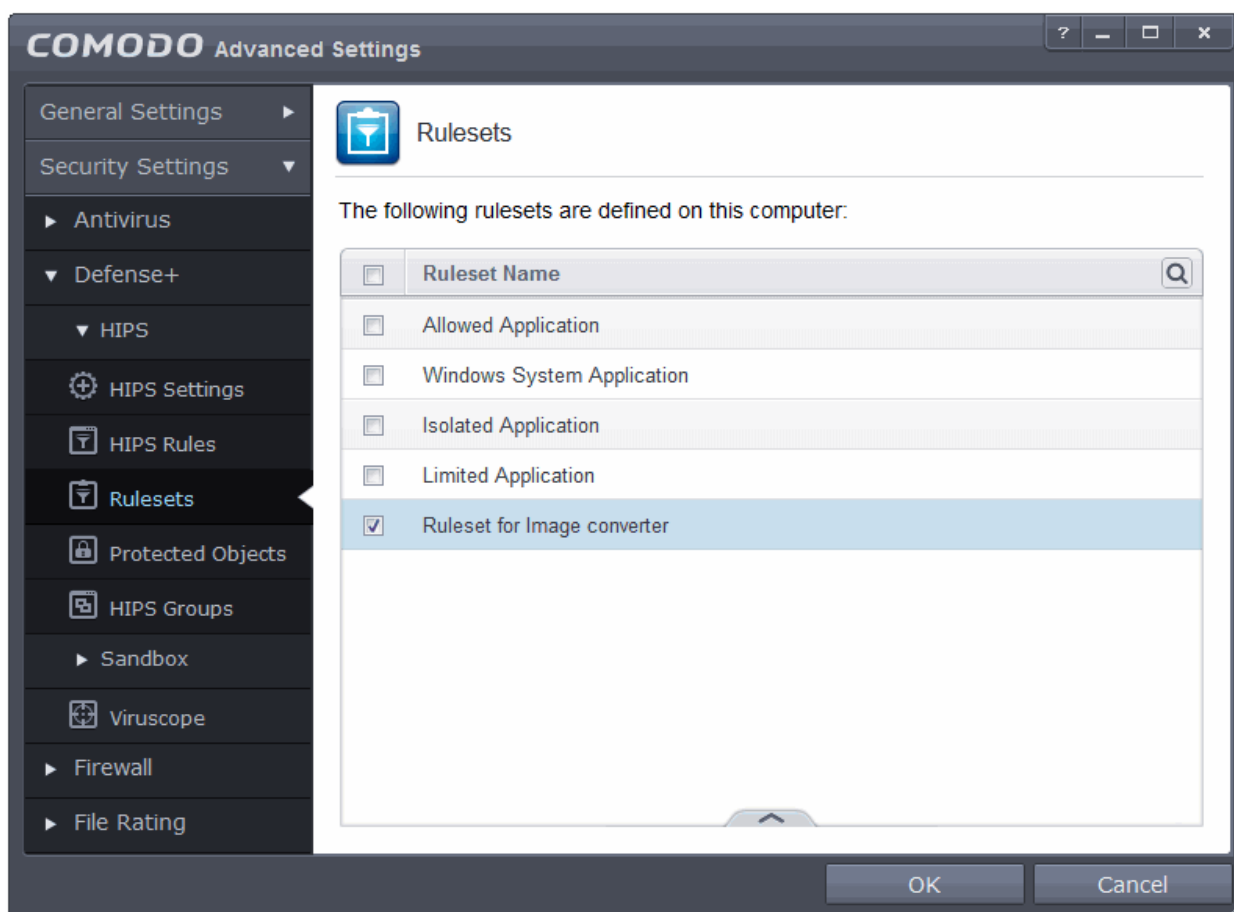 COMODO Advanced Settings
?
General Settings
Security Settings
Antivirus
Defense+
HIPS
HIPS Settings
HIPS Rules
Rulesets
Protected Objects
HIPS Groups
Sandbox
Viruscope
Firewall
File Rating
Rulesets
The following rulesets are defined on this computer:
Ruleset Name
Allowed Application
Windows System Application
Isolated Application
Limited Application
Ruleset for Image converter
OK
Cancel